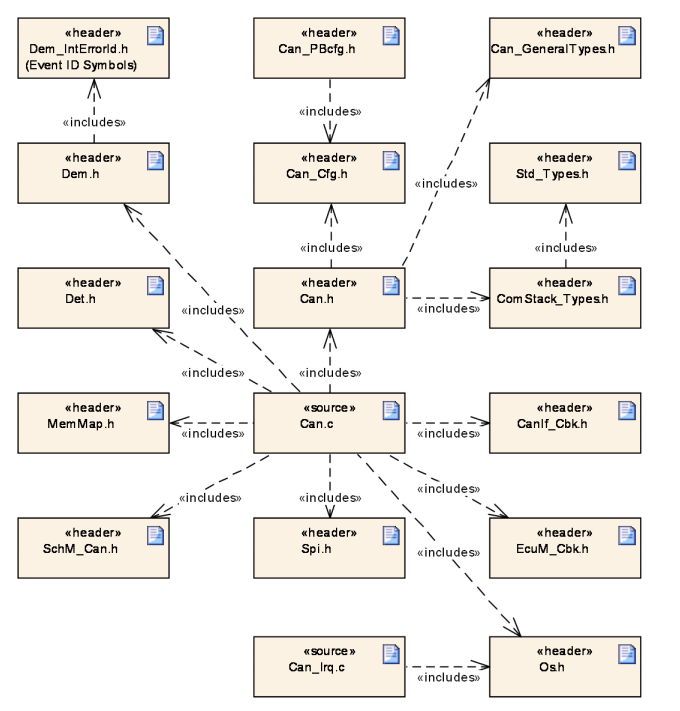 «header»
Dem_IntErrorId.h
(Event ID Symbols)
«header»
Can_PBcfg.h
«header»
Can_GeneralTypes.h
«includes»
«includes»
«header»
Dem.h
«header»
Can_Cfg.h
«header»
Std_Types.h
«includes»
«includes»
«includes»
«header»
Det.h
«header»
Can.h
«header»
ComStack_Types.h
«includes»
«includes»
«includes»
«includes»
«header»
MemMap.h
«source»
Can.c
«header»
CanIf_Cbk.h
«includes»
«includes»
«includes»
«includes»
«includes»
«header»
SchM_Can.h
«header»
Spi.h
«header»
EcuM_Cbk.h
«includes»
«source»
Can_Irq.c
«header»
Os.h
«includes»